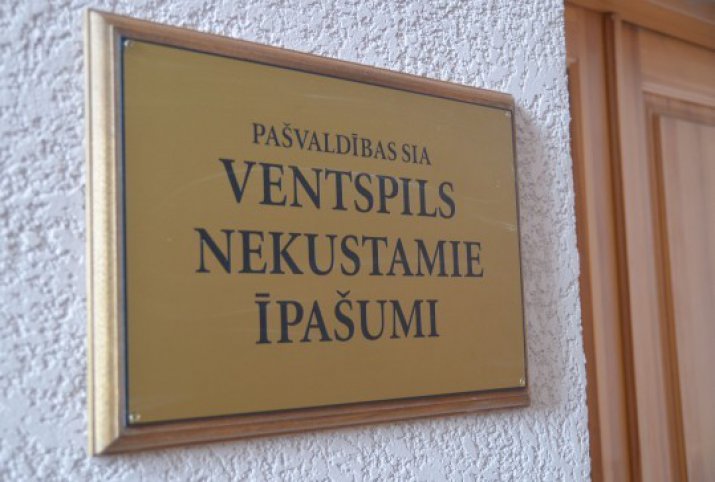 PAŠVALDĪBAS SIA
VENTSPILS
NEKUSTAMIE
ĪPAŠUMI